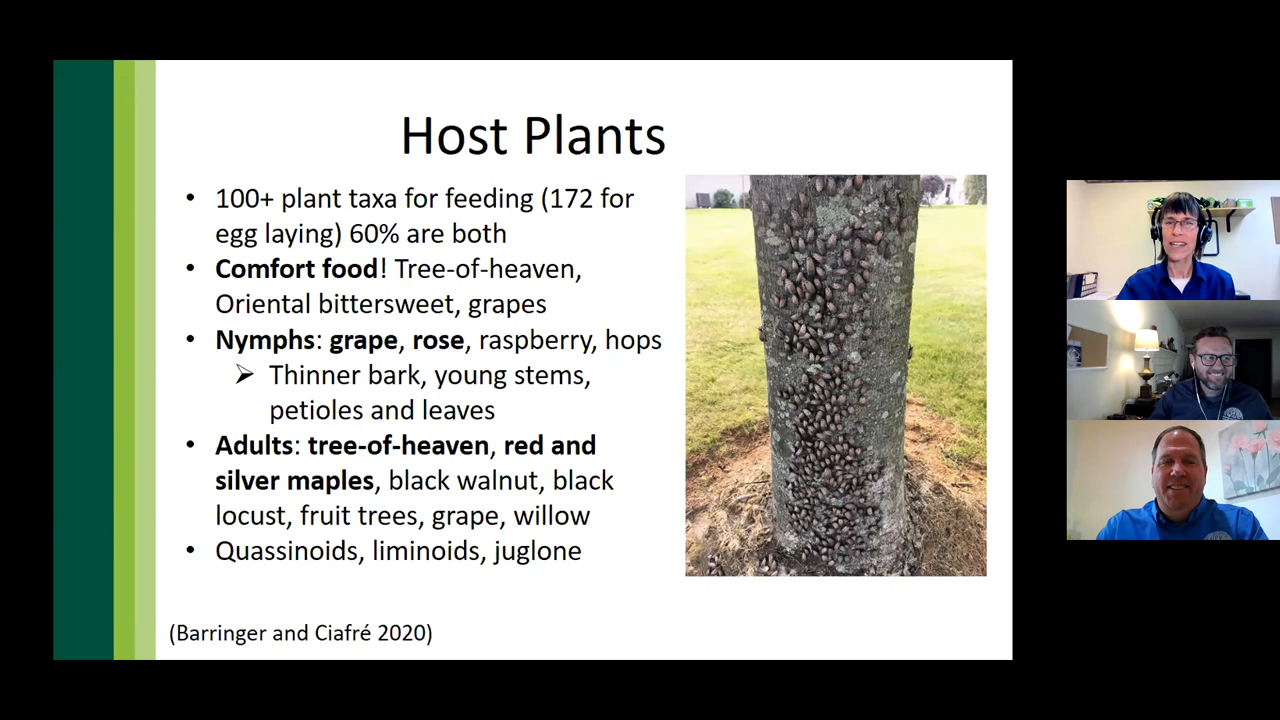 Host Plants
• 100+ plant taxa for feeding (172 for
egg laying) 60% are both
• Comfort food! Tree-of-heaven,
Oriental bittersweet, grapes
• Nymphs: grape, rose, raspberry, hops
➢ Thinner bark, young stems,
petioles and leaves
• Adults: tree-of-heaven, red and
silver maples, black walnut, black
locust, fruit trees, grape, willow
• Quassinoids, liminoids, juglone
(Barringer and Ciafré 2020)